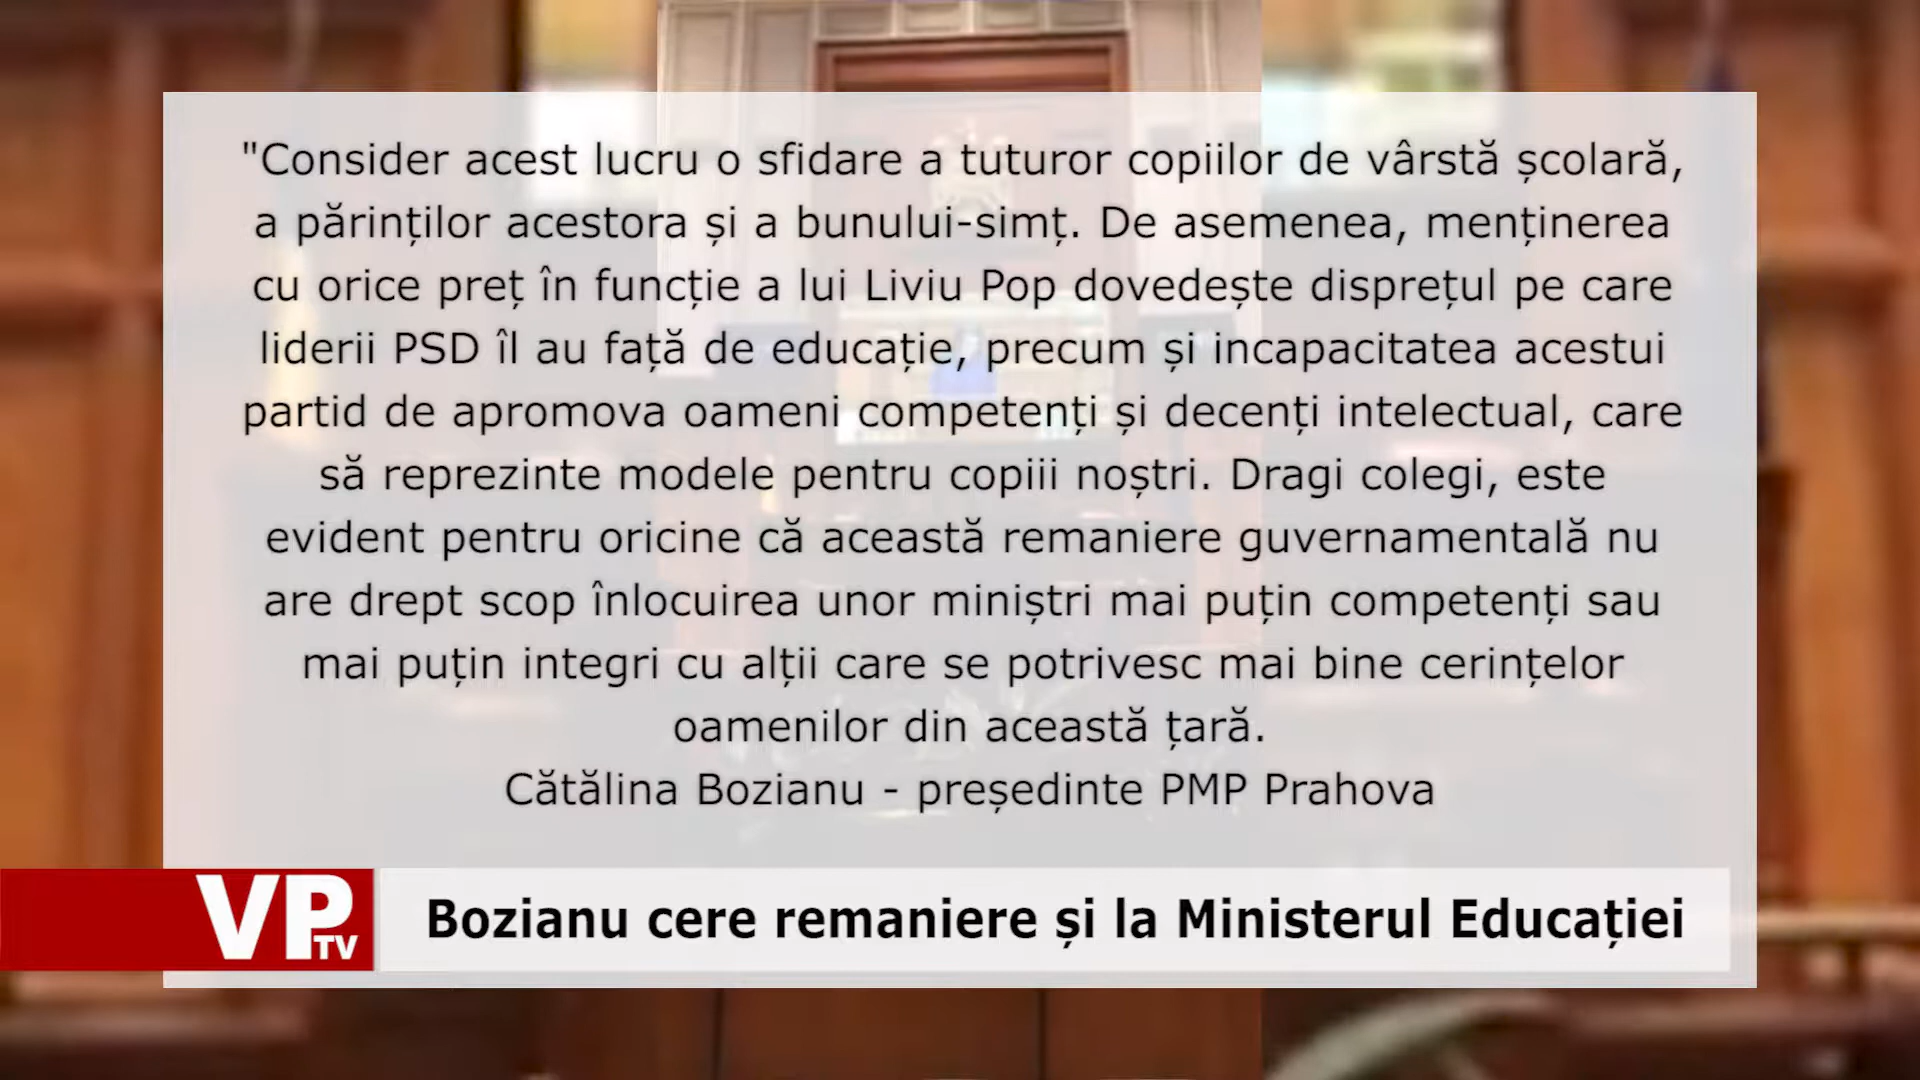 "Consider acest lucru o sfidare a tuturor copiilor de vârstă școlară,
a părinților acestora și a bunului-simț. De asemenea, menținerea
cu orice preț în funcție a lui Liviu Pop dovedește disprețul pe care
liderii PSD îl au față de educație, precum și incapacitatea acestui
partid de apromova oameni competenți și decenți intelectual, care
să reprezinte modele pentru copiii noștri. Dragi colegi, este
evident pentru oricine că această remaniere guvernamentală nu
are drept scop înlocuirea unor miniștri mai puțin competenți sau
mai puțin integri cu alții care se potrivesc mai bine cerințelor
oamenilor din această țară.
Cătălina Bozianu - președinte PMP Prahova
VP TV
Bozianu cere remaniere și la Ministerul Educației